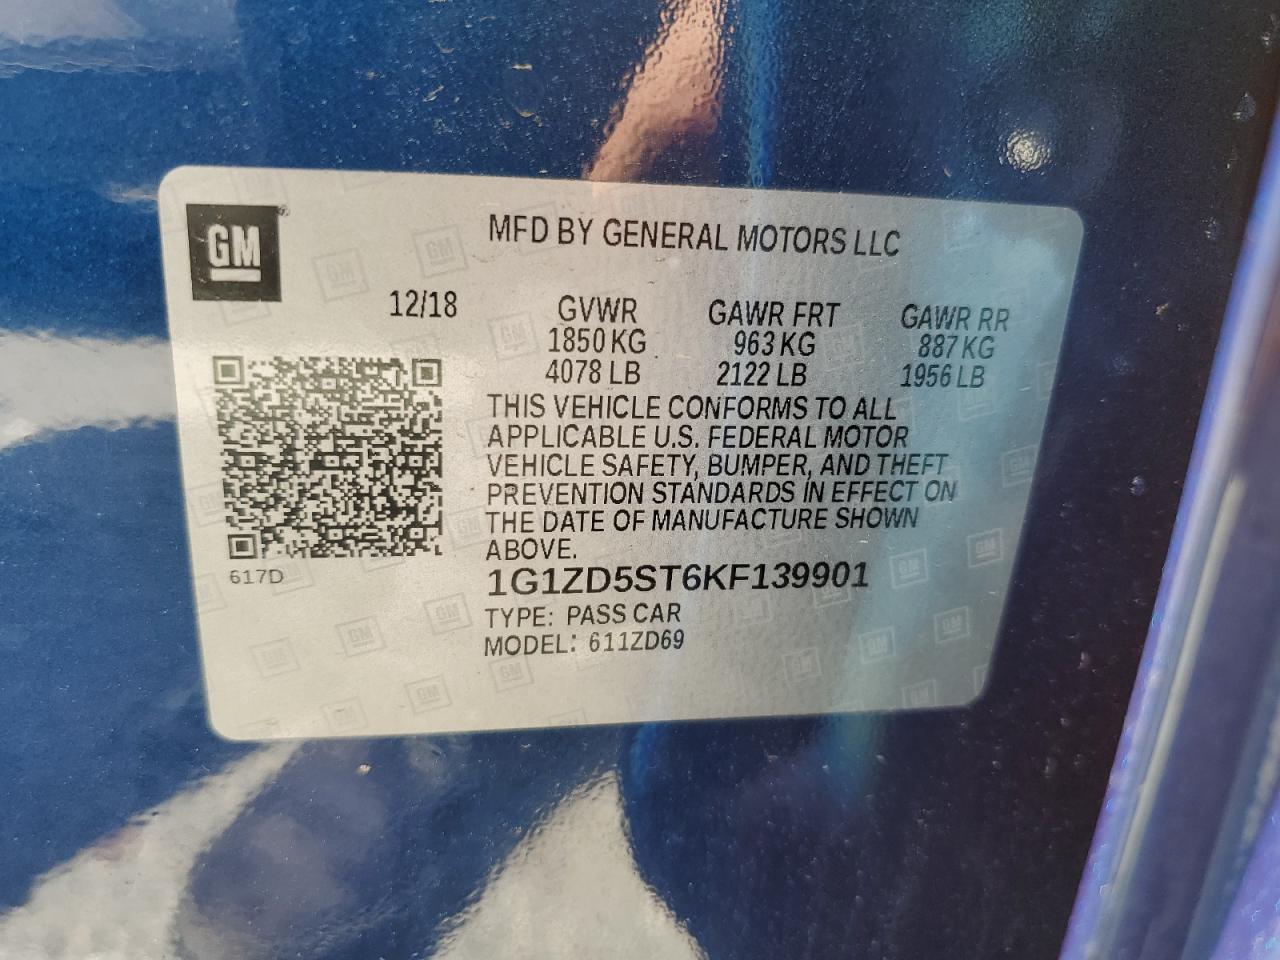 GM
MFD BY GENERAL MOTORS LLC
12/18 GVWR GAWR FRT GAWR RR
1850 KG 963 KG 887 KG
4078 LB 2122 LB 1956 LB
THIS VEHICLE CONFORMS TO ALL
APPLICABLE U.S. FEDERAL MOTOR
VEHICLE SAFETY, BUMPER, AND THEFT
PREVENTION STANDARDS IN EFFECT ON
THE DATE OF MANUFACTURE SHOWN
ABOVE.
617D
1G1ZD5ST6KF139901
TYPE: PASS CAR
MODEL: 611ZD69